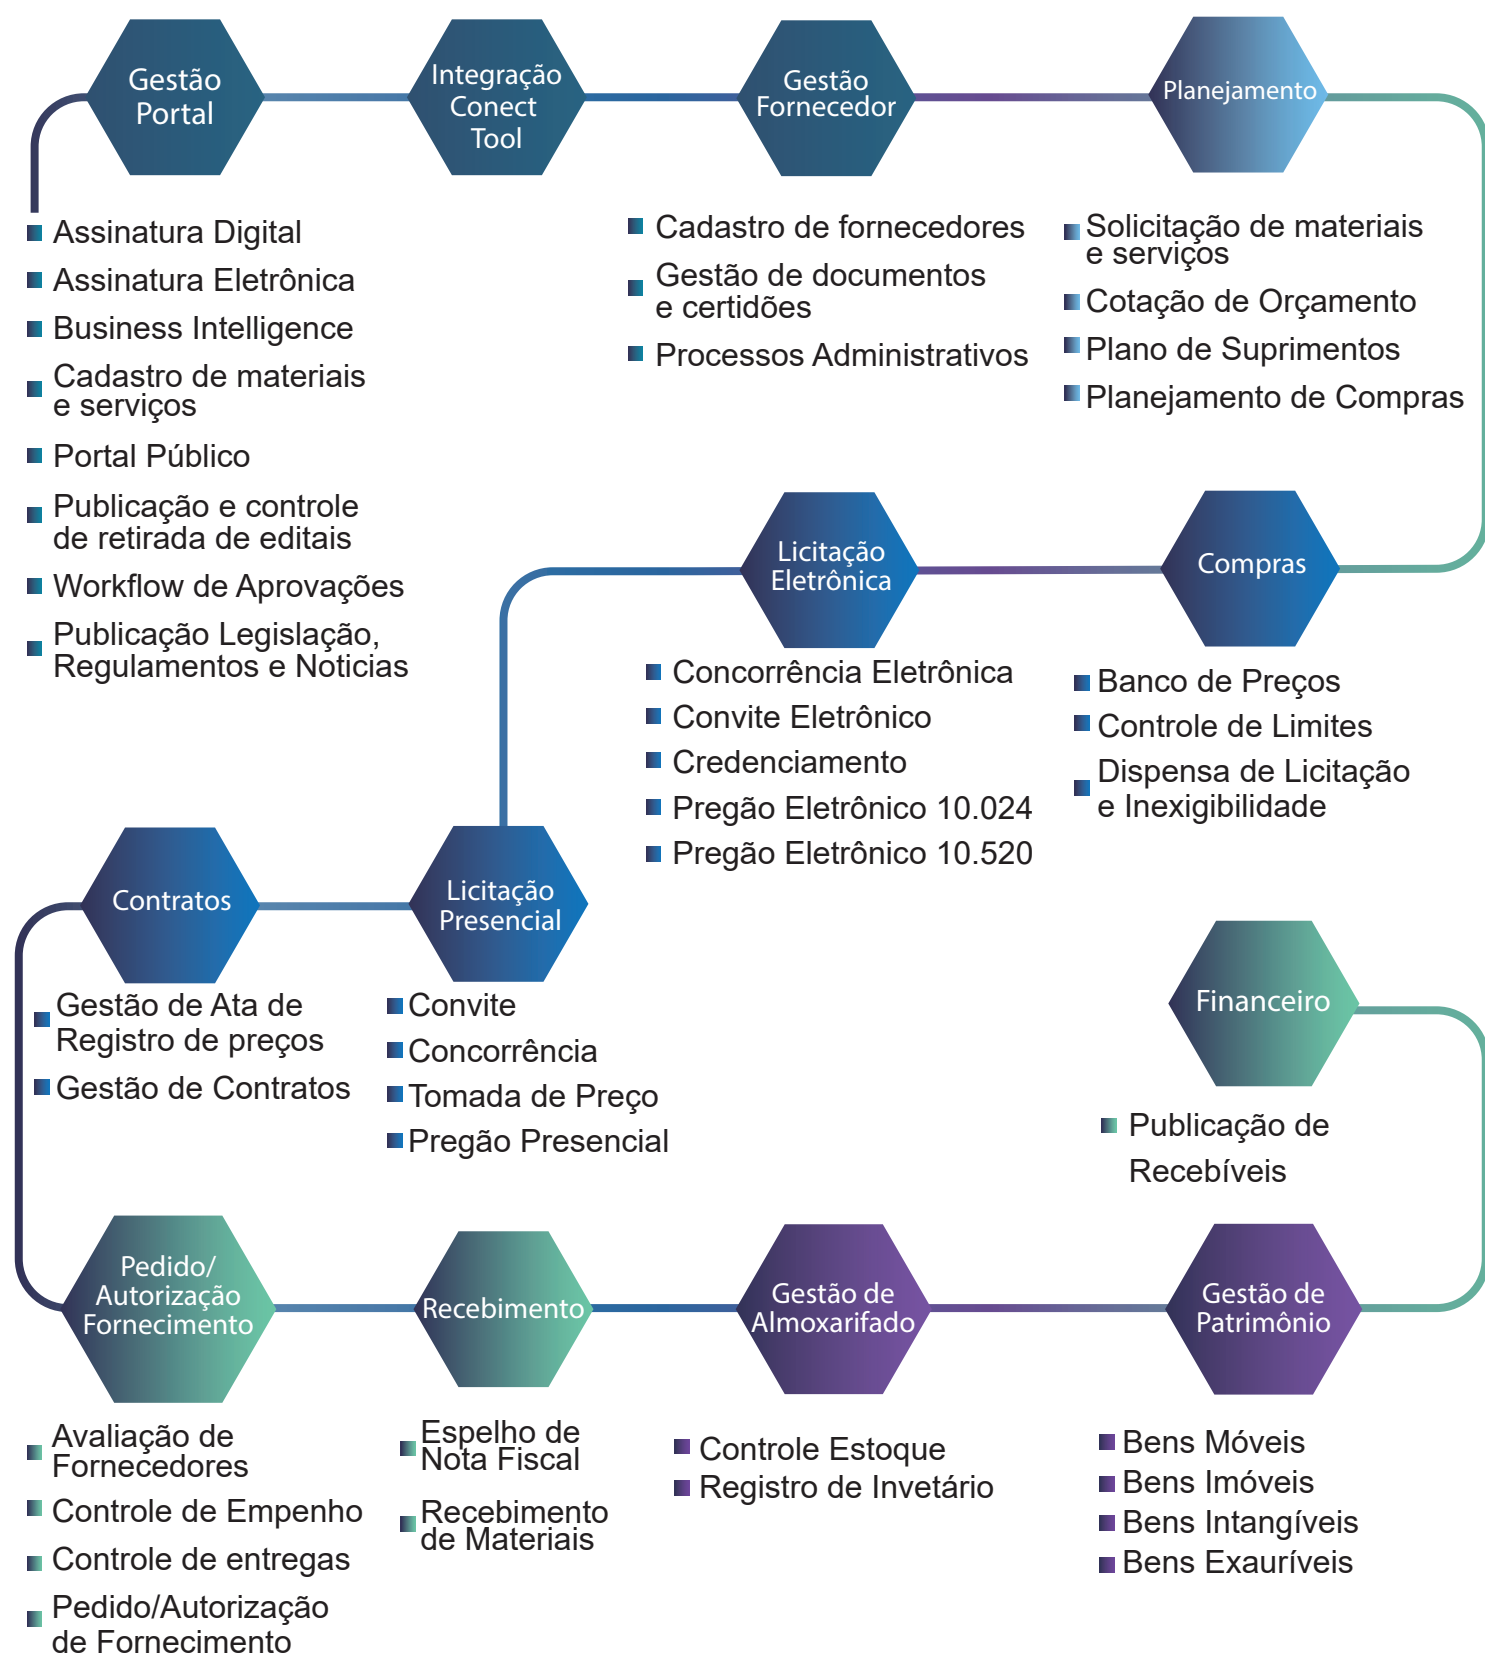 Gestão
Portal
Integração
Conect
Tool
Gestão
Fornecedor
Planejamento
Assinatura Digital
Assinatura Eletrônica
Business Intelligence
Cadastro de materiais
e serviços
Portal Público
Publicação e controle
de retirada de editais
Workflow de Aprovações
Publicação Legislação,
Regulamentos e Noticias
Cadastro de fornecedores
Gestão de documentos
e certidões
Processos Administrativos
Solicitação de materiais
e serviços
Cotação de Orçamento
Plano de Suprimentos
Planejamento de Compras
Compras
Banco de Preços
Controle de Limites
Dispensa de Licitação
e Inexigibilidade
Licitação
Eletrônica
Concorrência Eletrônica
Convite Eletrônico
Credenciamento
Pregão Eletrônico 10.024
Pregão Eletrônico 10.520
Licitação
Presencial
Convite
Concorrência
Tomada de Preço
Pregão Presencial
Contratos
Gestão de Ata de
Registro de preços
Gestão de Contratos
Pedido/
Autorização
Fornecimento
Avaliação de
Fornecedores
Controle de Empenho
Controle de entregas
Pedido/Autorização
de Fornecimento
Recebimento
Espelho de
Nota Fiscal
Recebimento
de Materiais
Gestão de
Almoxarifado
Controle Estoque
Registro de Invetário
Gestão de
Patrimônio
Bens Móveis
Bens Imóveis
Bens Intangíveis
Bens Exauríveis
Financeiro
Publicação de
Recebíveis